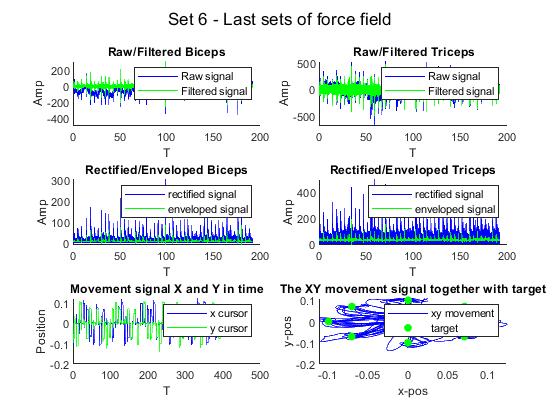 Set 6 - Last sets of force field
Raw/Filtered Biceps
Amp
200
0
-200
-400
Raw signal
Filtered signal
0 50 100 150 200
T
Raw/Filtered Triceps
Amp
500
0
-500
Raw signal
Filtered signal
0 50 100 150 200
T
Rectified/Enveloped Biceps
Amp
300
200
100
0
rectified signal
enveloped signal
0 50 100 150 200
T
Rectified/Enveloped Triceps
Amp
400
200
0
rectified signal
enveloped signal
0 50 100 150 200
T
Movement signal X and Y in time
Position
0.1
0
-0.1
-0.2
x cursor
y cursor
0 100 200 300 400 500
T
The XY movement signal together with target
y-pos
0.1
0
-0.1
-0.2
xy movement
target
-0.1 -0.05 0 0.05 0.1
x-pos